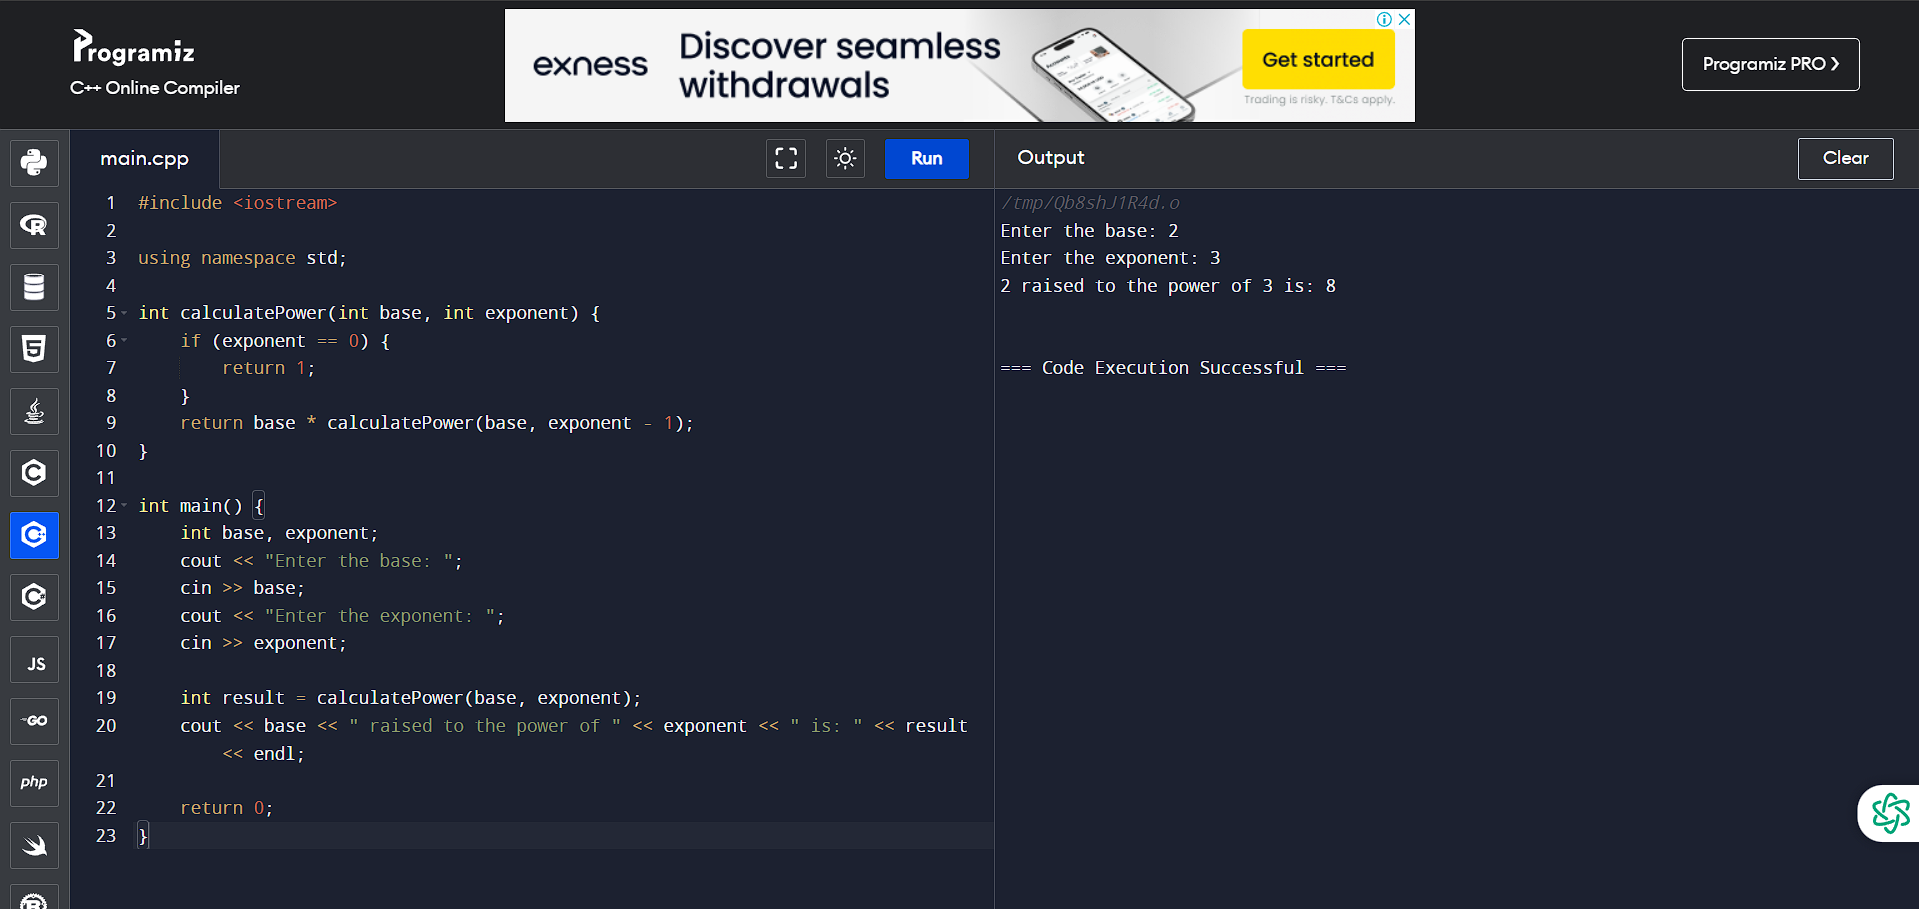 Programiz
C++ Online Compiler
exness
Discover seamless
withdrawals
Get started
Trading is risky. T&Cs apply.
Programiz PRO ❯
main.cpp
Run
Output
Clear
1 #include <iostream>
2
3 using namespace std;
4
5 int calculatePower(int base, int exponent) {
6     if (exponent == 0) {
7         return 1;
8     }
9     return base * calculatePower(base, exponent - 1);
10 }
11
12 int main() {
13     int base, exponent;
14     cout << "Enter the base: ";
15     cin >> base;
16     cout << "Enter the exponent: ";
17     cin >> exponent;
18
19     int result = calculatePower(base, exponent);
20     cout << base << " raised to the power of " << exponent << " is: " << result
        << endl;
21
22     return 0;
23 }
/tmp/Qb8shJ1R4d.o
Enter the base: 2
Enter the exponent: 3
2 raised to the power of 3 is: 8
=== Code Execution Successful ===
R
5
C
C+
C#
JS
GO
php